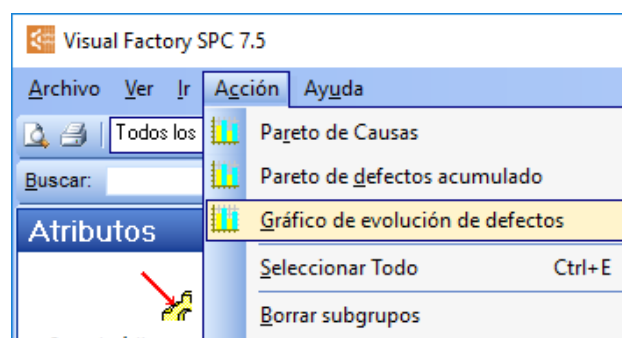 Visual Factory SPC 7.5
Archivo Ver Ir Acción Ayuda
Todos los
Pareto de Causas
Buscar:
Pareto de defectos acumulado
Atributos
Gráfico de evolución de defectos
Seleccionar Todo Ctrl+E
Borrar subgrupos